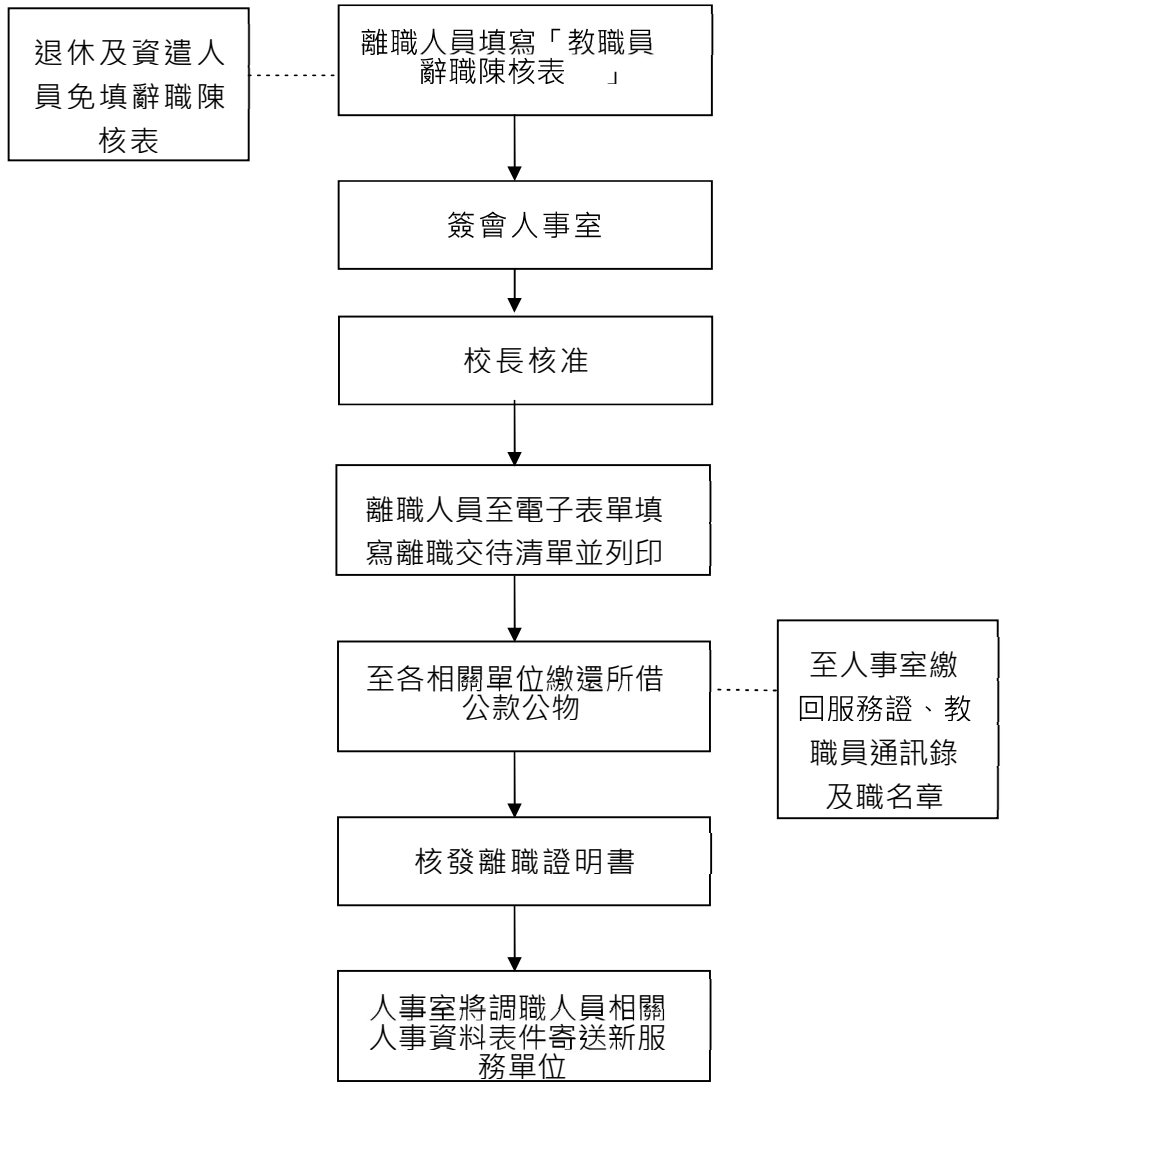 退休及資遣人
員免填辭職陳
核表
離職人員填寫「教職員
辭職陳核表　」
簽會人事室
校長核准
離職人員至電子表單填
寫離職交待清單並列印
至各相關單位繳還所借
公款公物
至人事室繳
回服務證、教
職員通訊錄
及職名章
核發離職證明書
人事室將調職人員相關
人事資料表件寄送新服
務單位